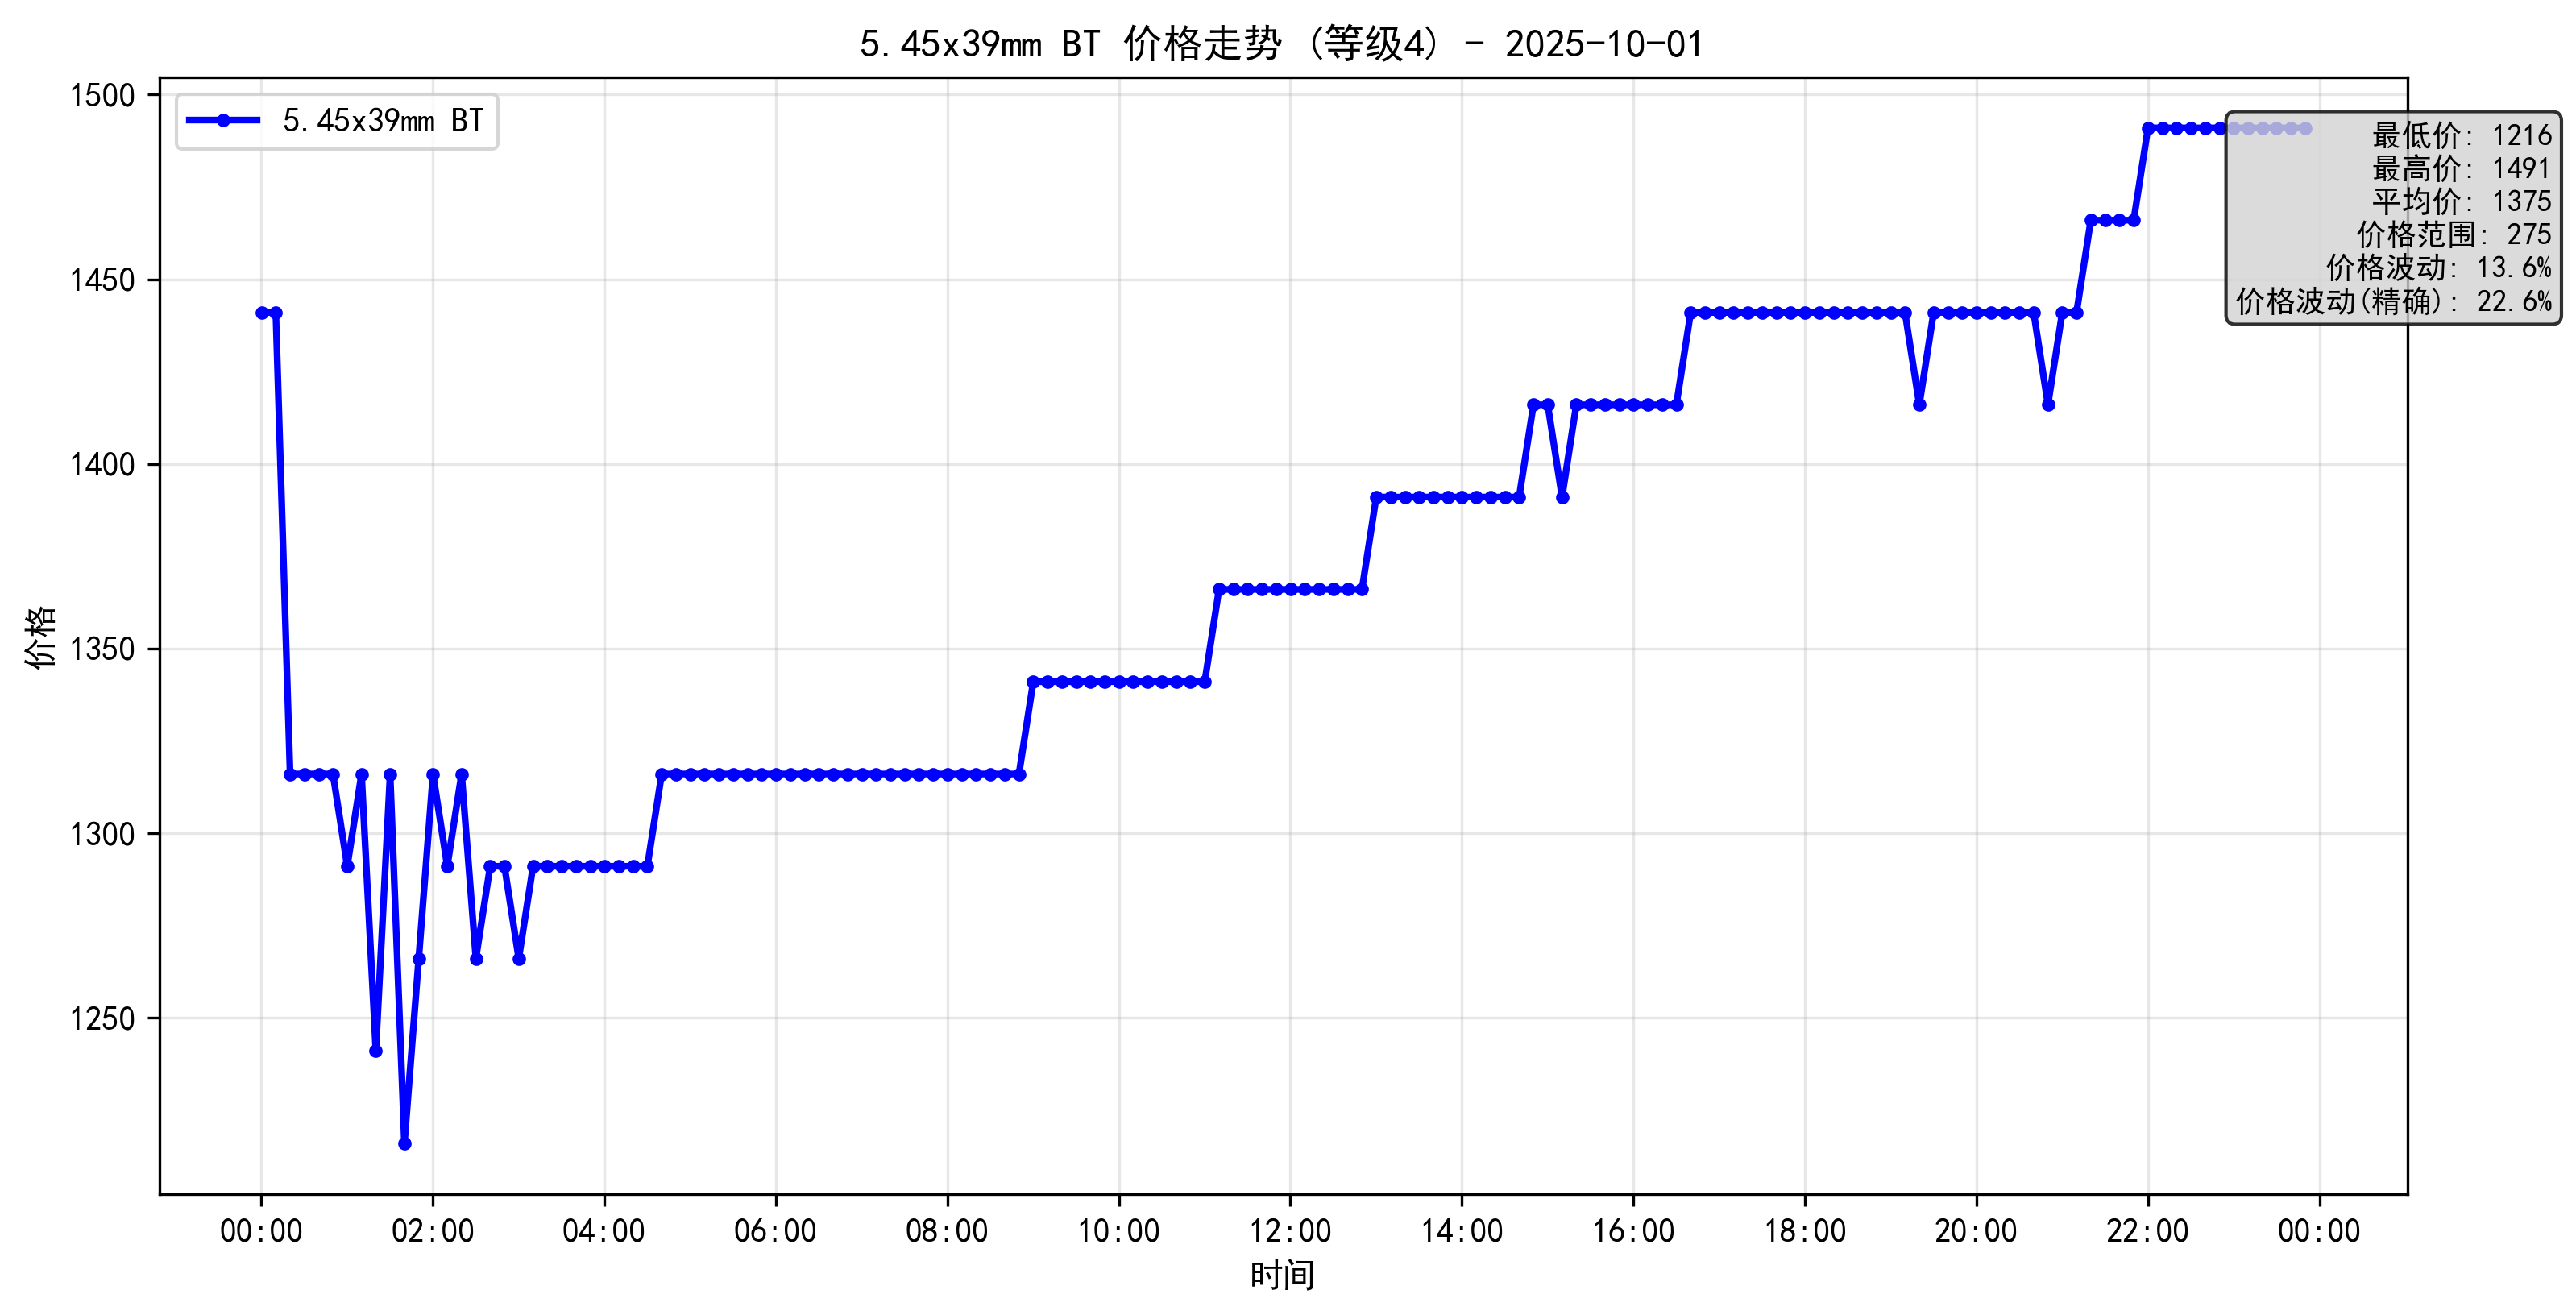 5.45x39mm BT 价格走势 (等级4) - 2025-10-01
5.45x39mm BT
最低价: 1216
最高价: 1491
平均价: 1375
价格范围: 275
价格波动: 13.6%
价格波动(精确): 22.6%
价格
1500
1450
1400
1350
1300
1250
00:00 02:00 04:00 06:00 08:00 10:00 12:00 14:00 16:00 18:00 20:00 22:00 00:00
时间